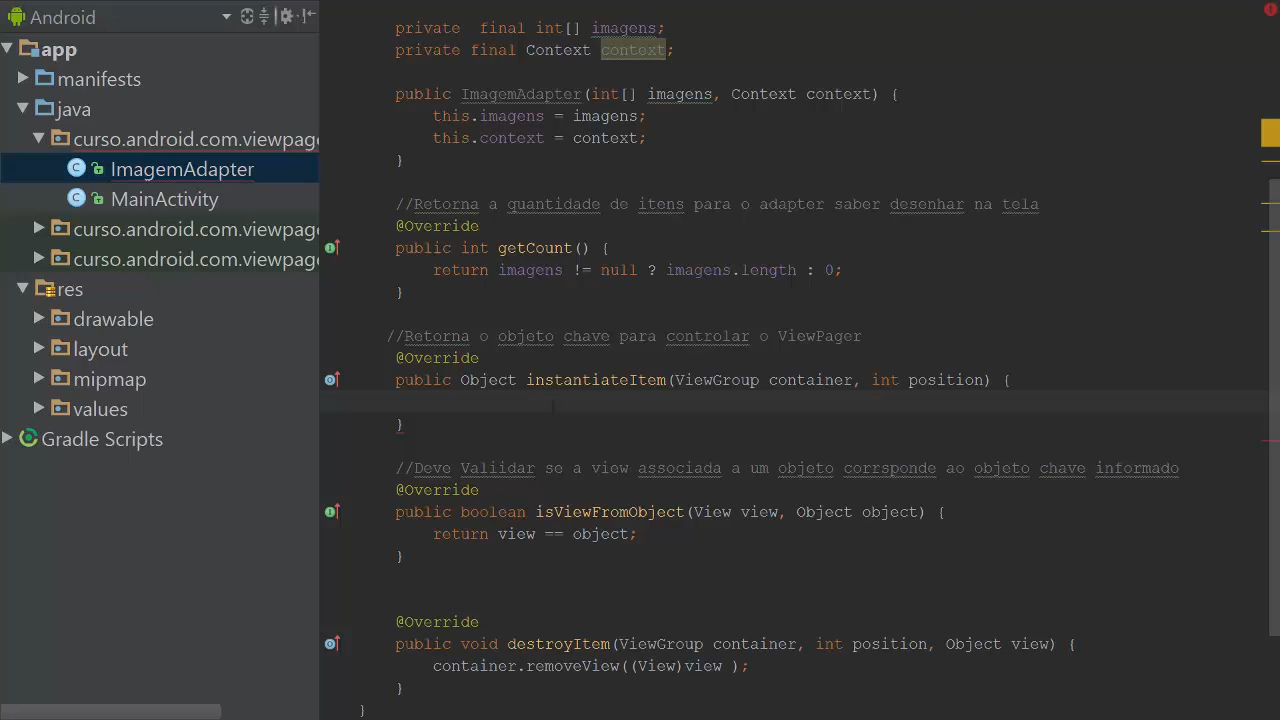 Android
app
manifests
java
curso.android.com.viewpage
ImagemAdapter
MainActivity
curso.android.com.viewpage
curso.android.com.viewpage
res
drawable
layout
mipmap
values
Gradle Scripts
private  final int[] imagens;
private final Context context;
public ImagemAdapter(int[] imagens, Context context) {
this.imagens = imagens;
this.context = context;
}
//Retorna a quantidade de itens para o adapter saber desenhar na tela
@Override
public int getCount() {
return imagens != null ? imagens.length : 0;
}
//Retorna o objeto chave para controlar o ViewPager
@Override
public Object instantiateItem(ViewGroup container, int position) {
}
//Deve Valiidar se a view associada a um objeto corrsponde ao objeto chave informado
@Override
public boolean isViewFromObject(View view, Object object) {
return view == object;
}
@Override
public void destroyItem(ViewGroup container, int position, Object view) {
container.removeView((View)view );
}
}